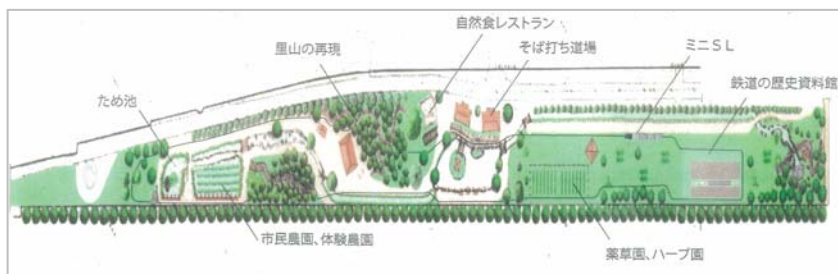 自然食レストラン
里山の再現
そば打ち道場
ミニSL
鉄道の歴史資料館
ため池
市民農園、体験農園
薬草園、ハーブ園